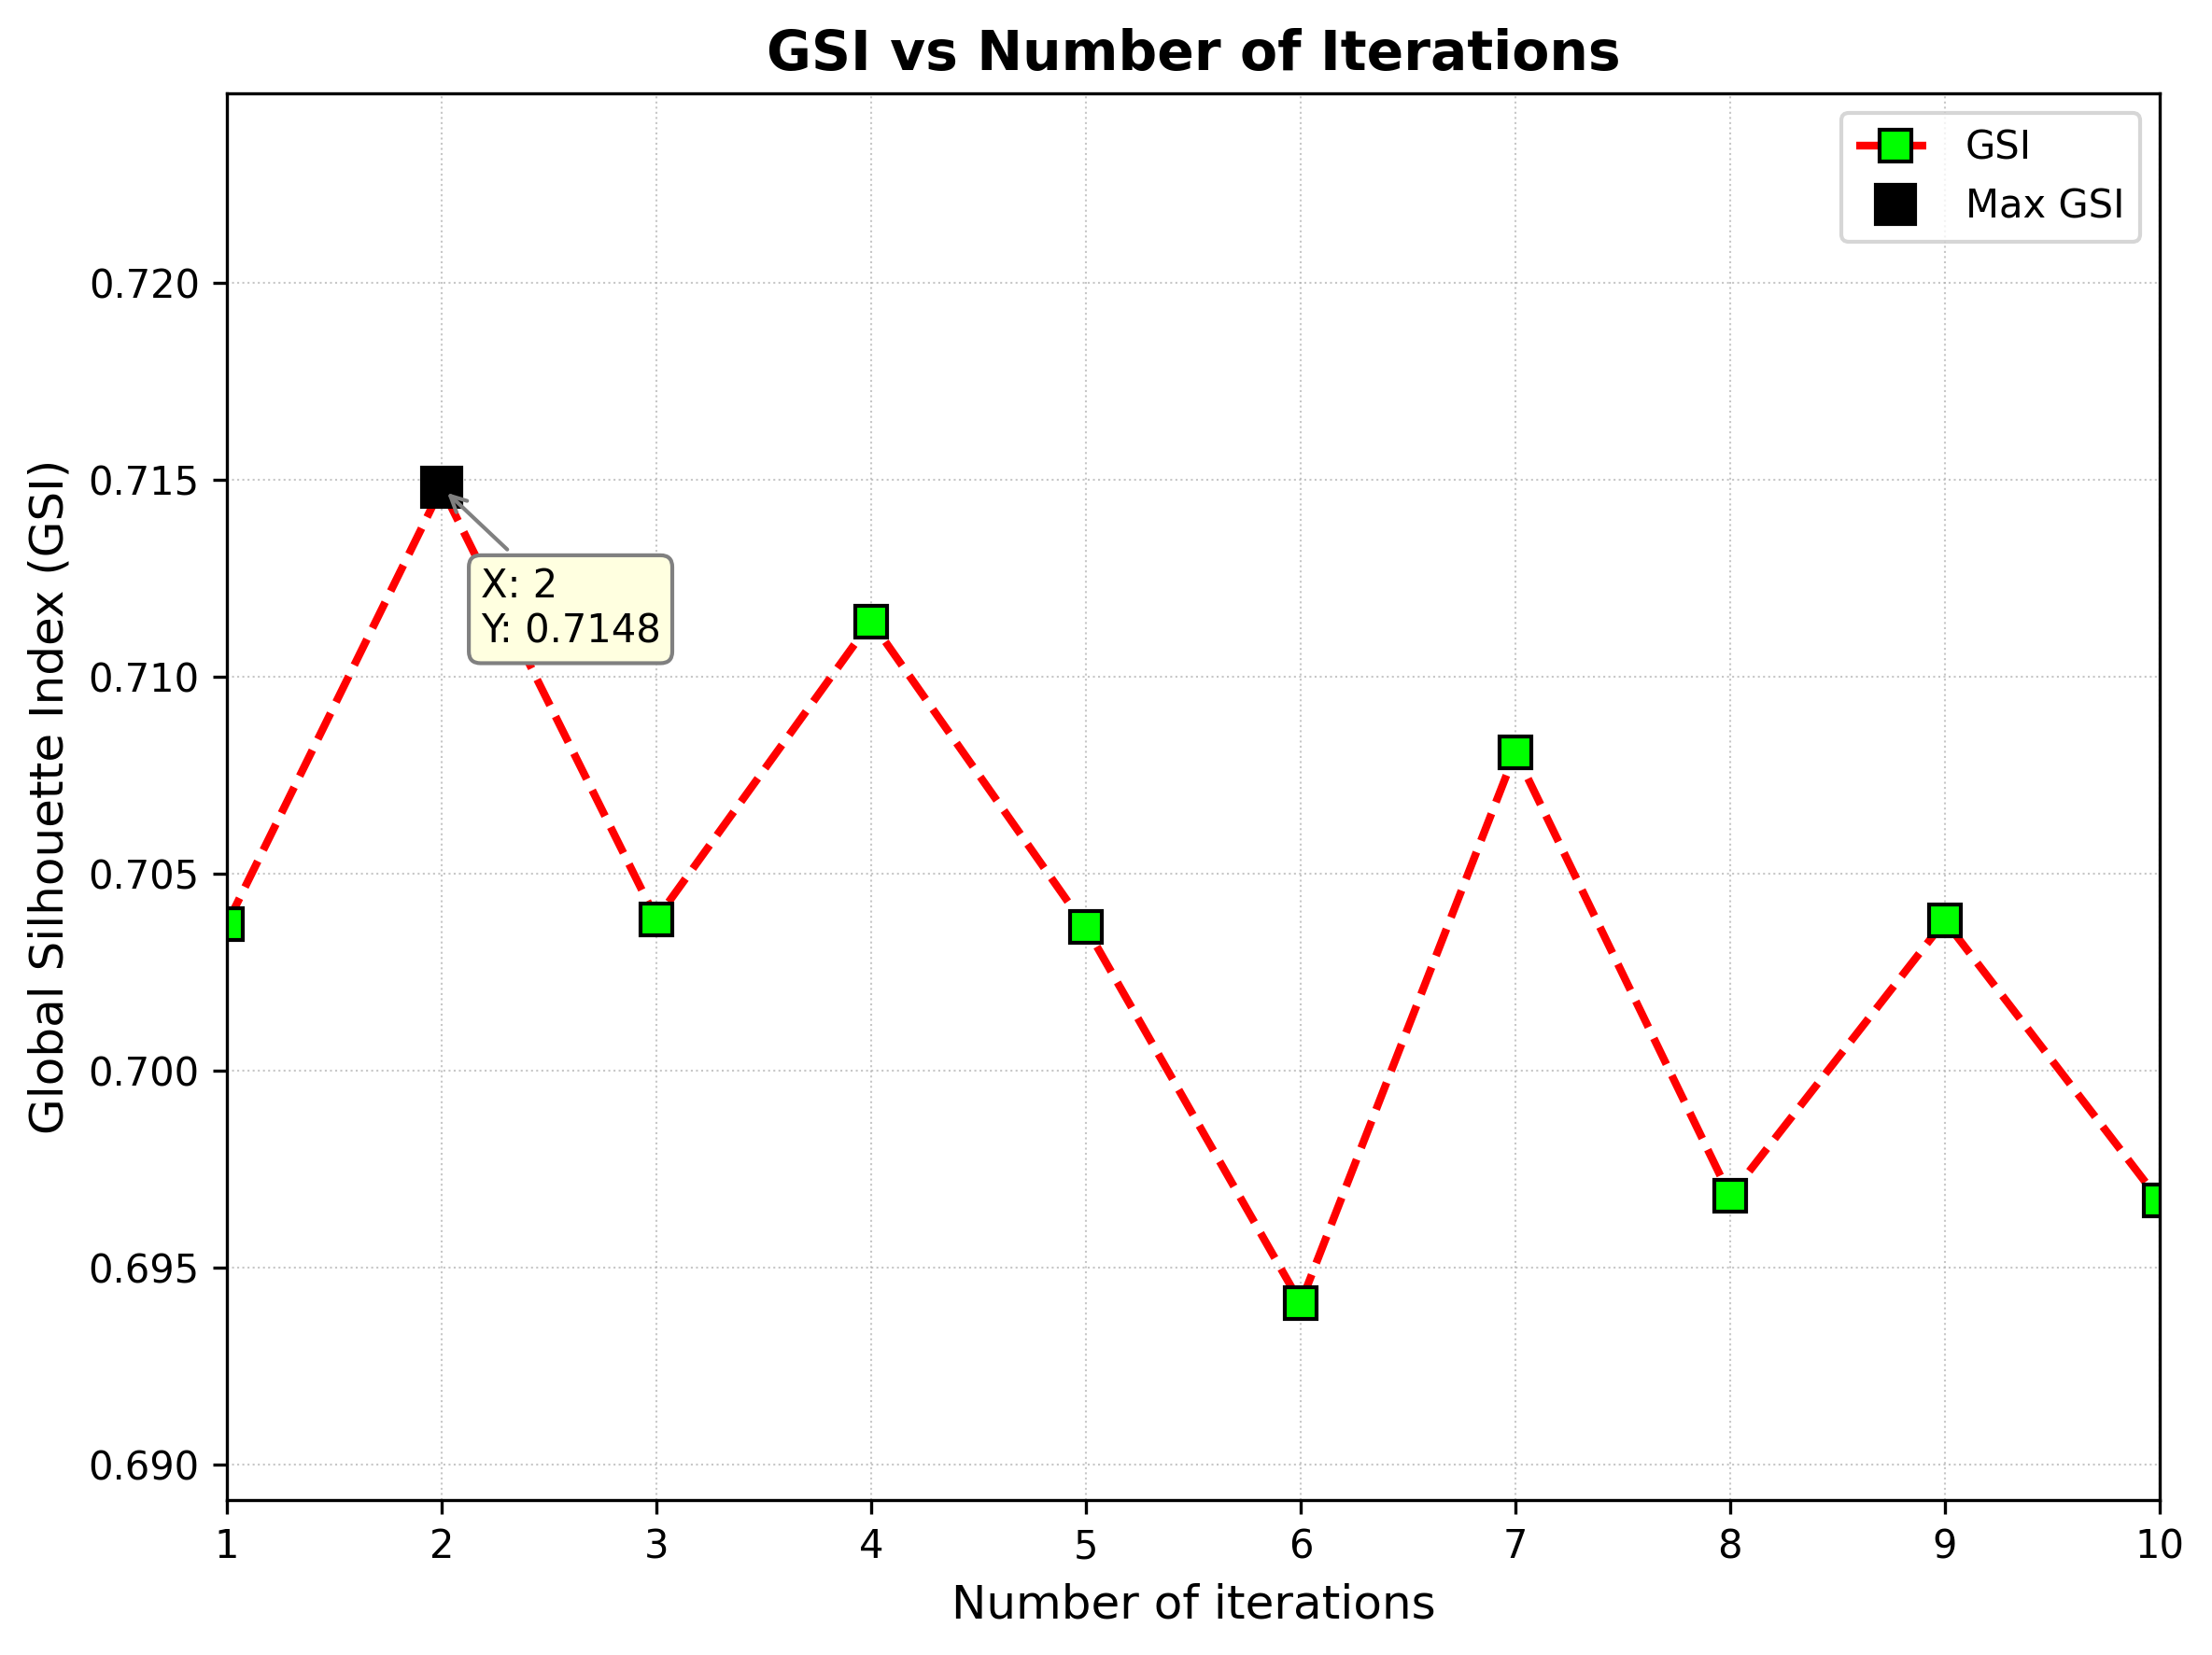 GSI vs Number of Iterations
GSI
Max GSI
Global Silhouette Index (GSI)
0.720
0.715
0.710
0.705
0.700
0.695
0.690
X: 2
Y: 0.7148
1 2 3 4 5 6 7 8 9 10
Number of iterations